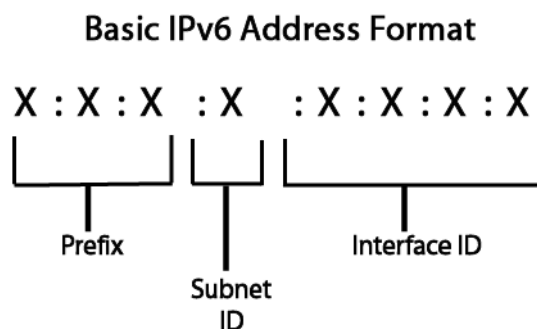 Basic IPv6 Address Format
X : X : X : X : X : X : X : X
Prefix
Interface ID
Subnet
ID